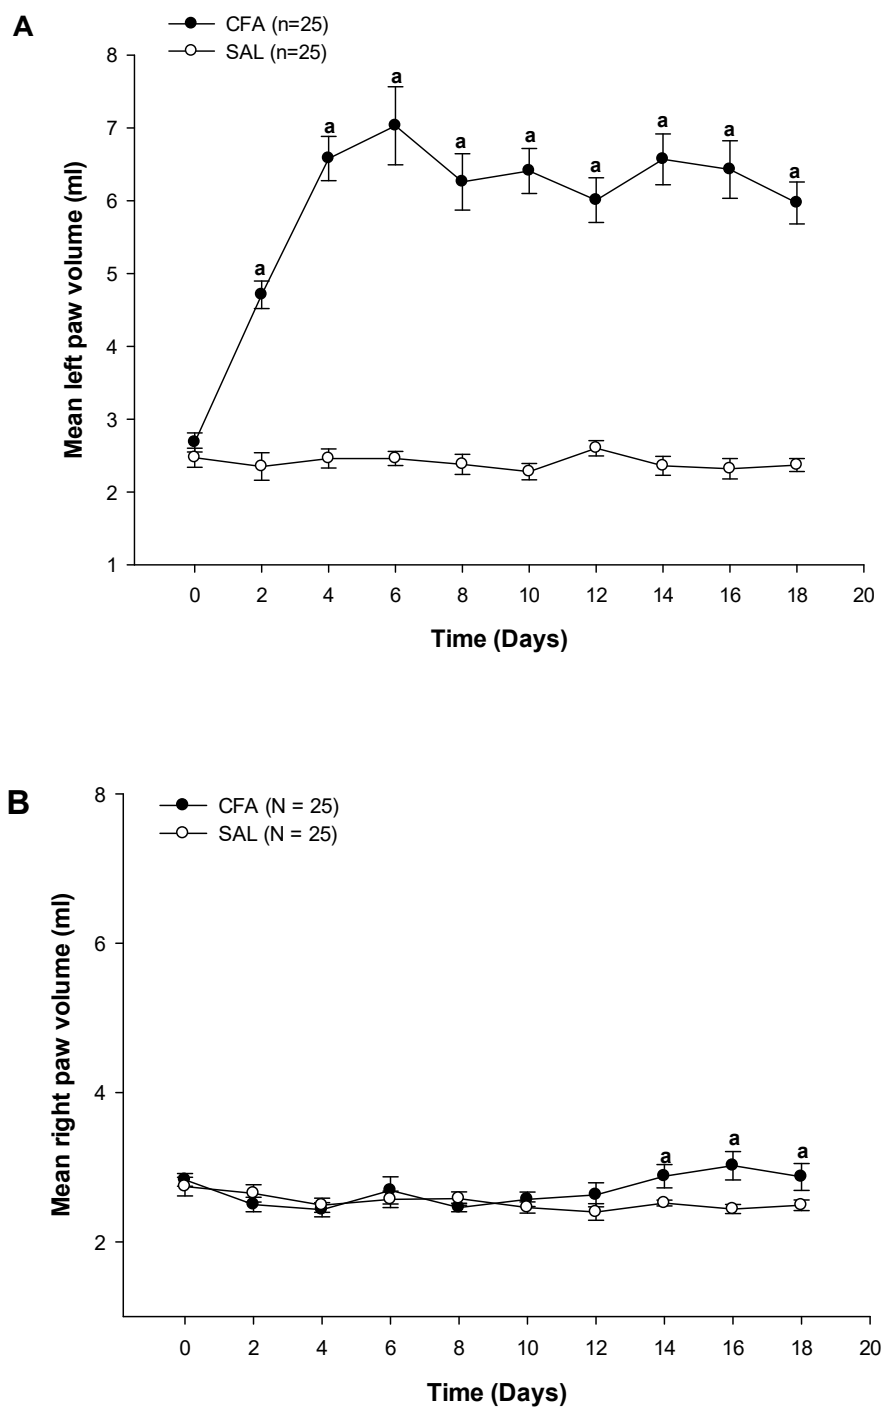 A
CFA (n=25)
SAL (n=25)
8
7
6
5
4
3
2
1
Mean left paw volume (ml)
a
a
a
a
a
a
a
a
a
0 2 4 6 8 10 12 14 16 18 20
Time (Days)
B
CFA (N = 25)
SAL (N = 25)
8
6
4
2
Mean right paw volume (ml)
a
a
a
0 2 4 6 8 10 12 14 16 18 20
Time (Days)